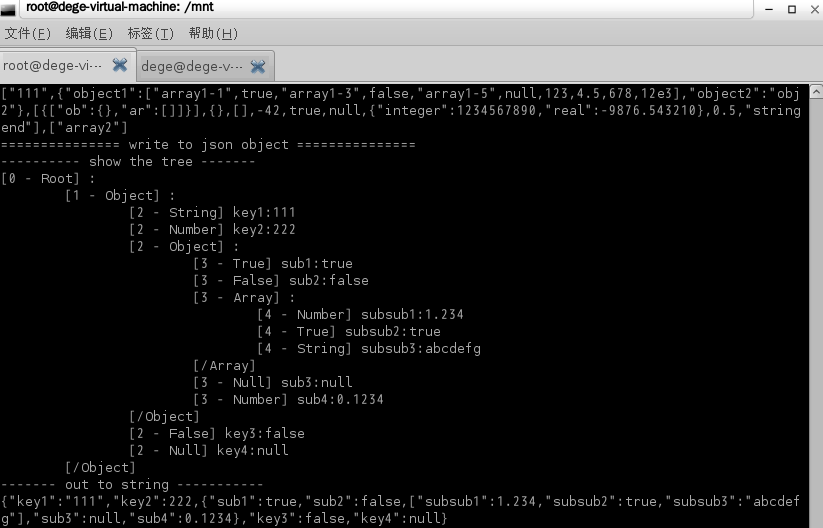 root@dege-virtual-machine: /mnt
文件(F) 编辑(E) 标签(T) 帮助(H)
root@dege-vi··· dege@dege-v···
["111",{"object1":["array1-1",true,"array1-3",false,"array1-5",null,123,4.5,678,12e3],"object2":"obj
2"},[{["ob":{},"ar":[]]}],{},[],-42,true,null,{"integer":1234567890,"real":-9876.543210},0.5,"string
end"],["array2"]
=============== write to json object ===============
---------- show the tree -------
[0 - Root] :
[1 - Object] :
[2 - String] key1:111
[2 - Number] key2:222
[2 - Object] :
[3 - True] sub1:true
[3 - False] sub2:false
[3 - Array] :
[4 - Number] subsub1:1.234
[4 - True] subsub2:true
[4 - String] subsub3:abcdefg
[/Array]
[3 - Null] sub3:null
[3 - Number] sub4:0.1234
[/Object]
[2 - False] key3:false
[2 - Null] key4:null
[/Object]
------- out to string -----------
{"key1":"111","key2":222,{"sub1":true,"sub2":false,["subsub1":1.234,"subsub2":true,"subsub3":"abcdef
g"],"sub3":null,"sub4":0.1234},"key3":false,"key4":null}